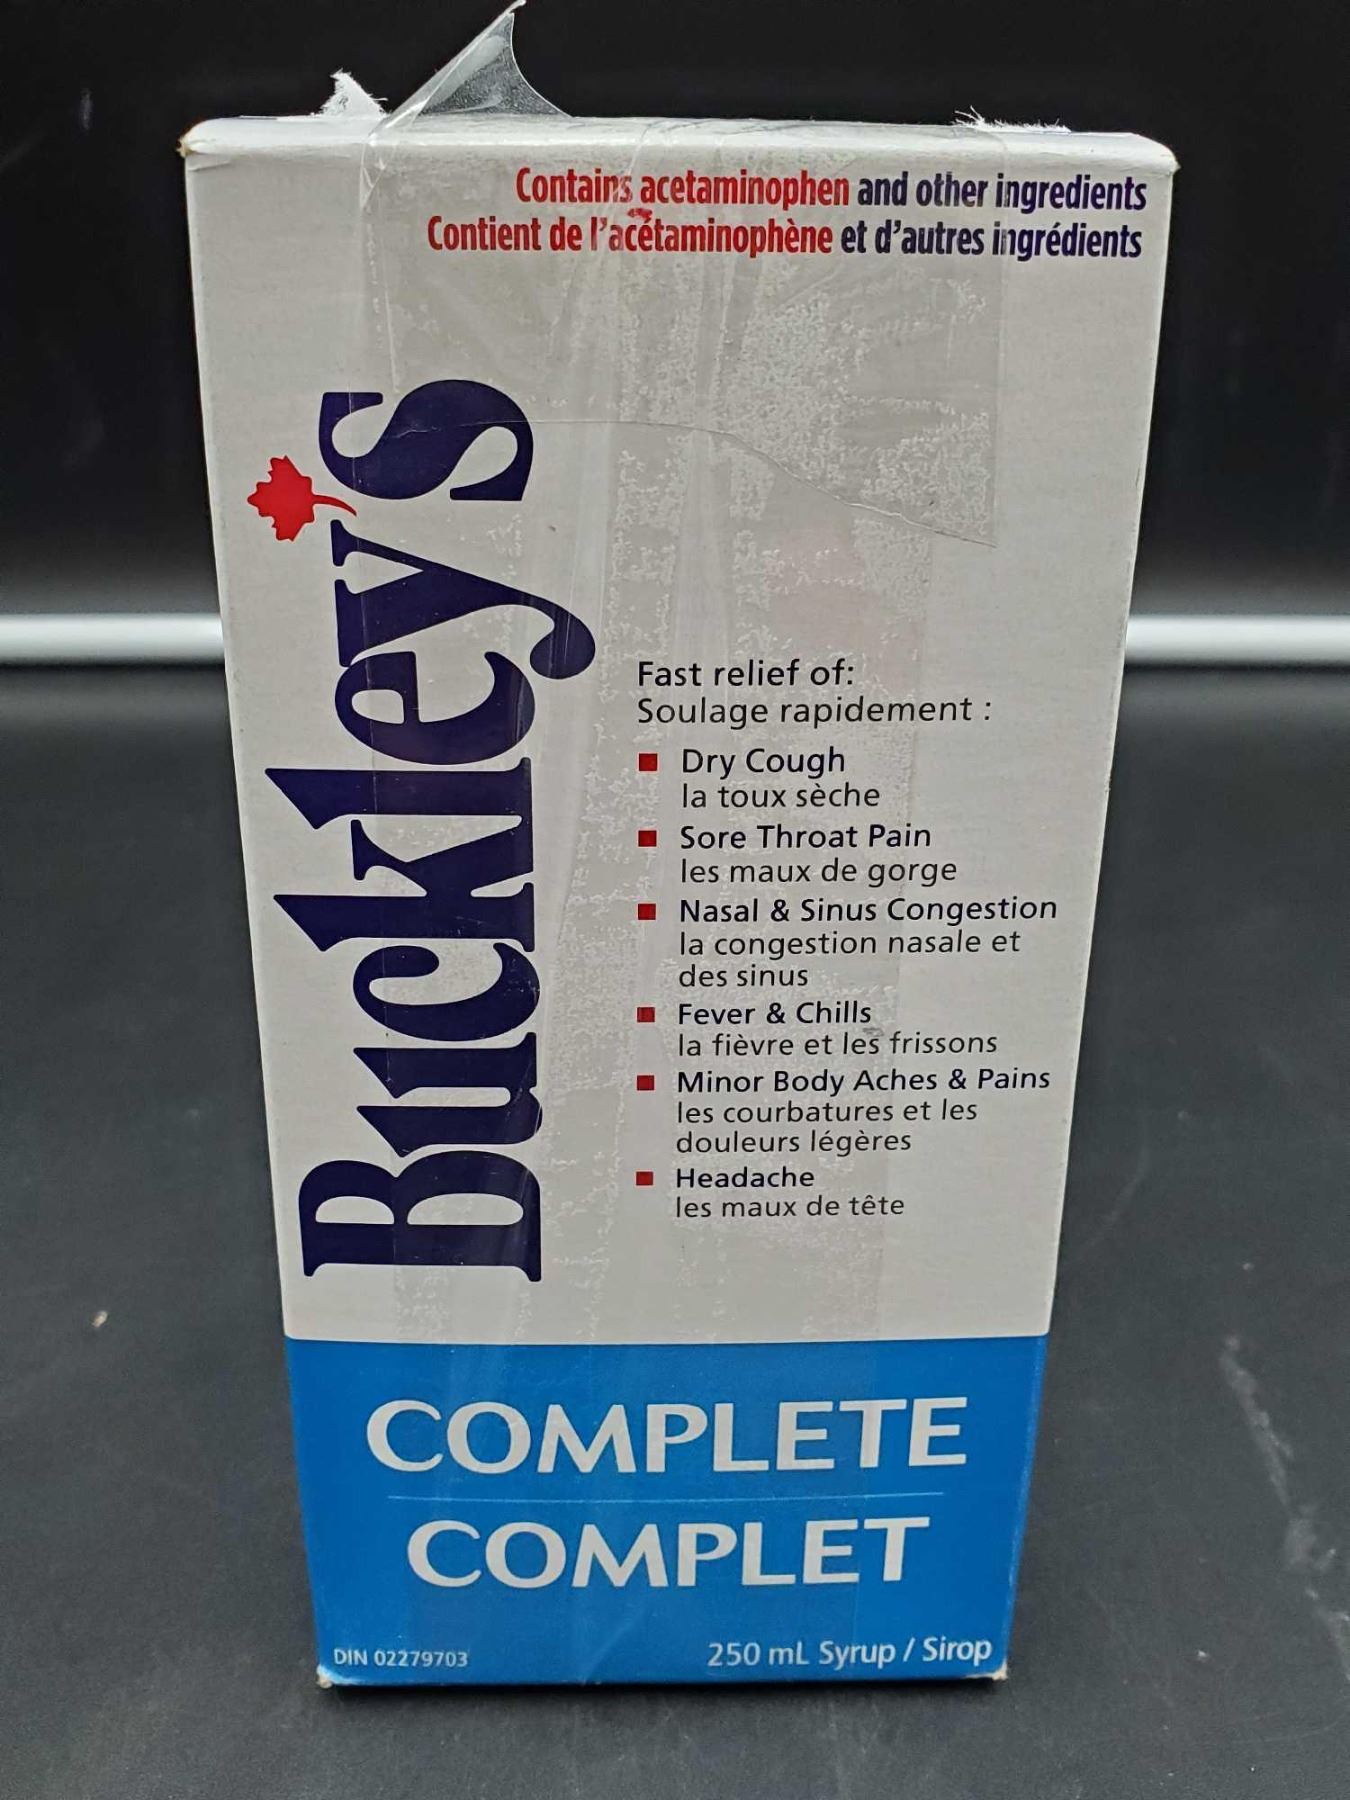 Contains acetaminophen and other ingredients
Contient de l'acétaminophène et d'autres ingrédients
Buckley's
Fast relief of:
Soulage rapidement :
Dry Cough
la toux sèche
Sore Throat Pain
les maux de gorge
Nasal & Sinus Congestion
la congestion nasale et
des sinus
Fever & Chills
la fièvre et les frissons
Minor Body Aches & Pains
les courbatures et les
douleurs légères
Headache
les maux de tête
COMPLETE
COMPLET
DIN 02279703
250 mL Syrup / Sirop